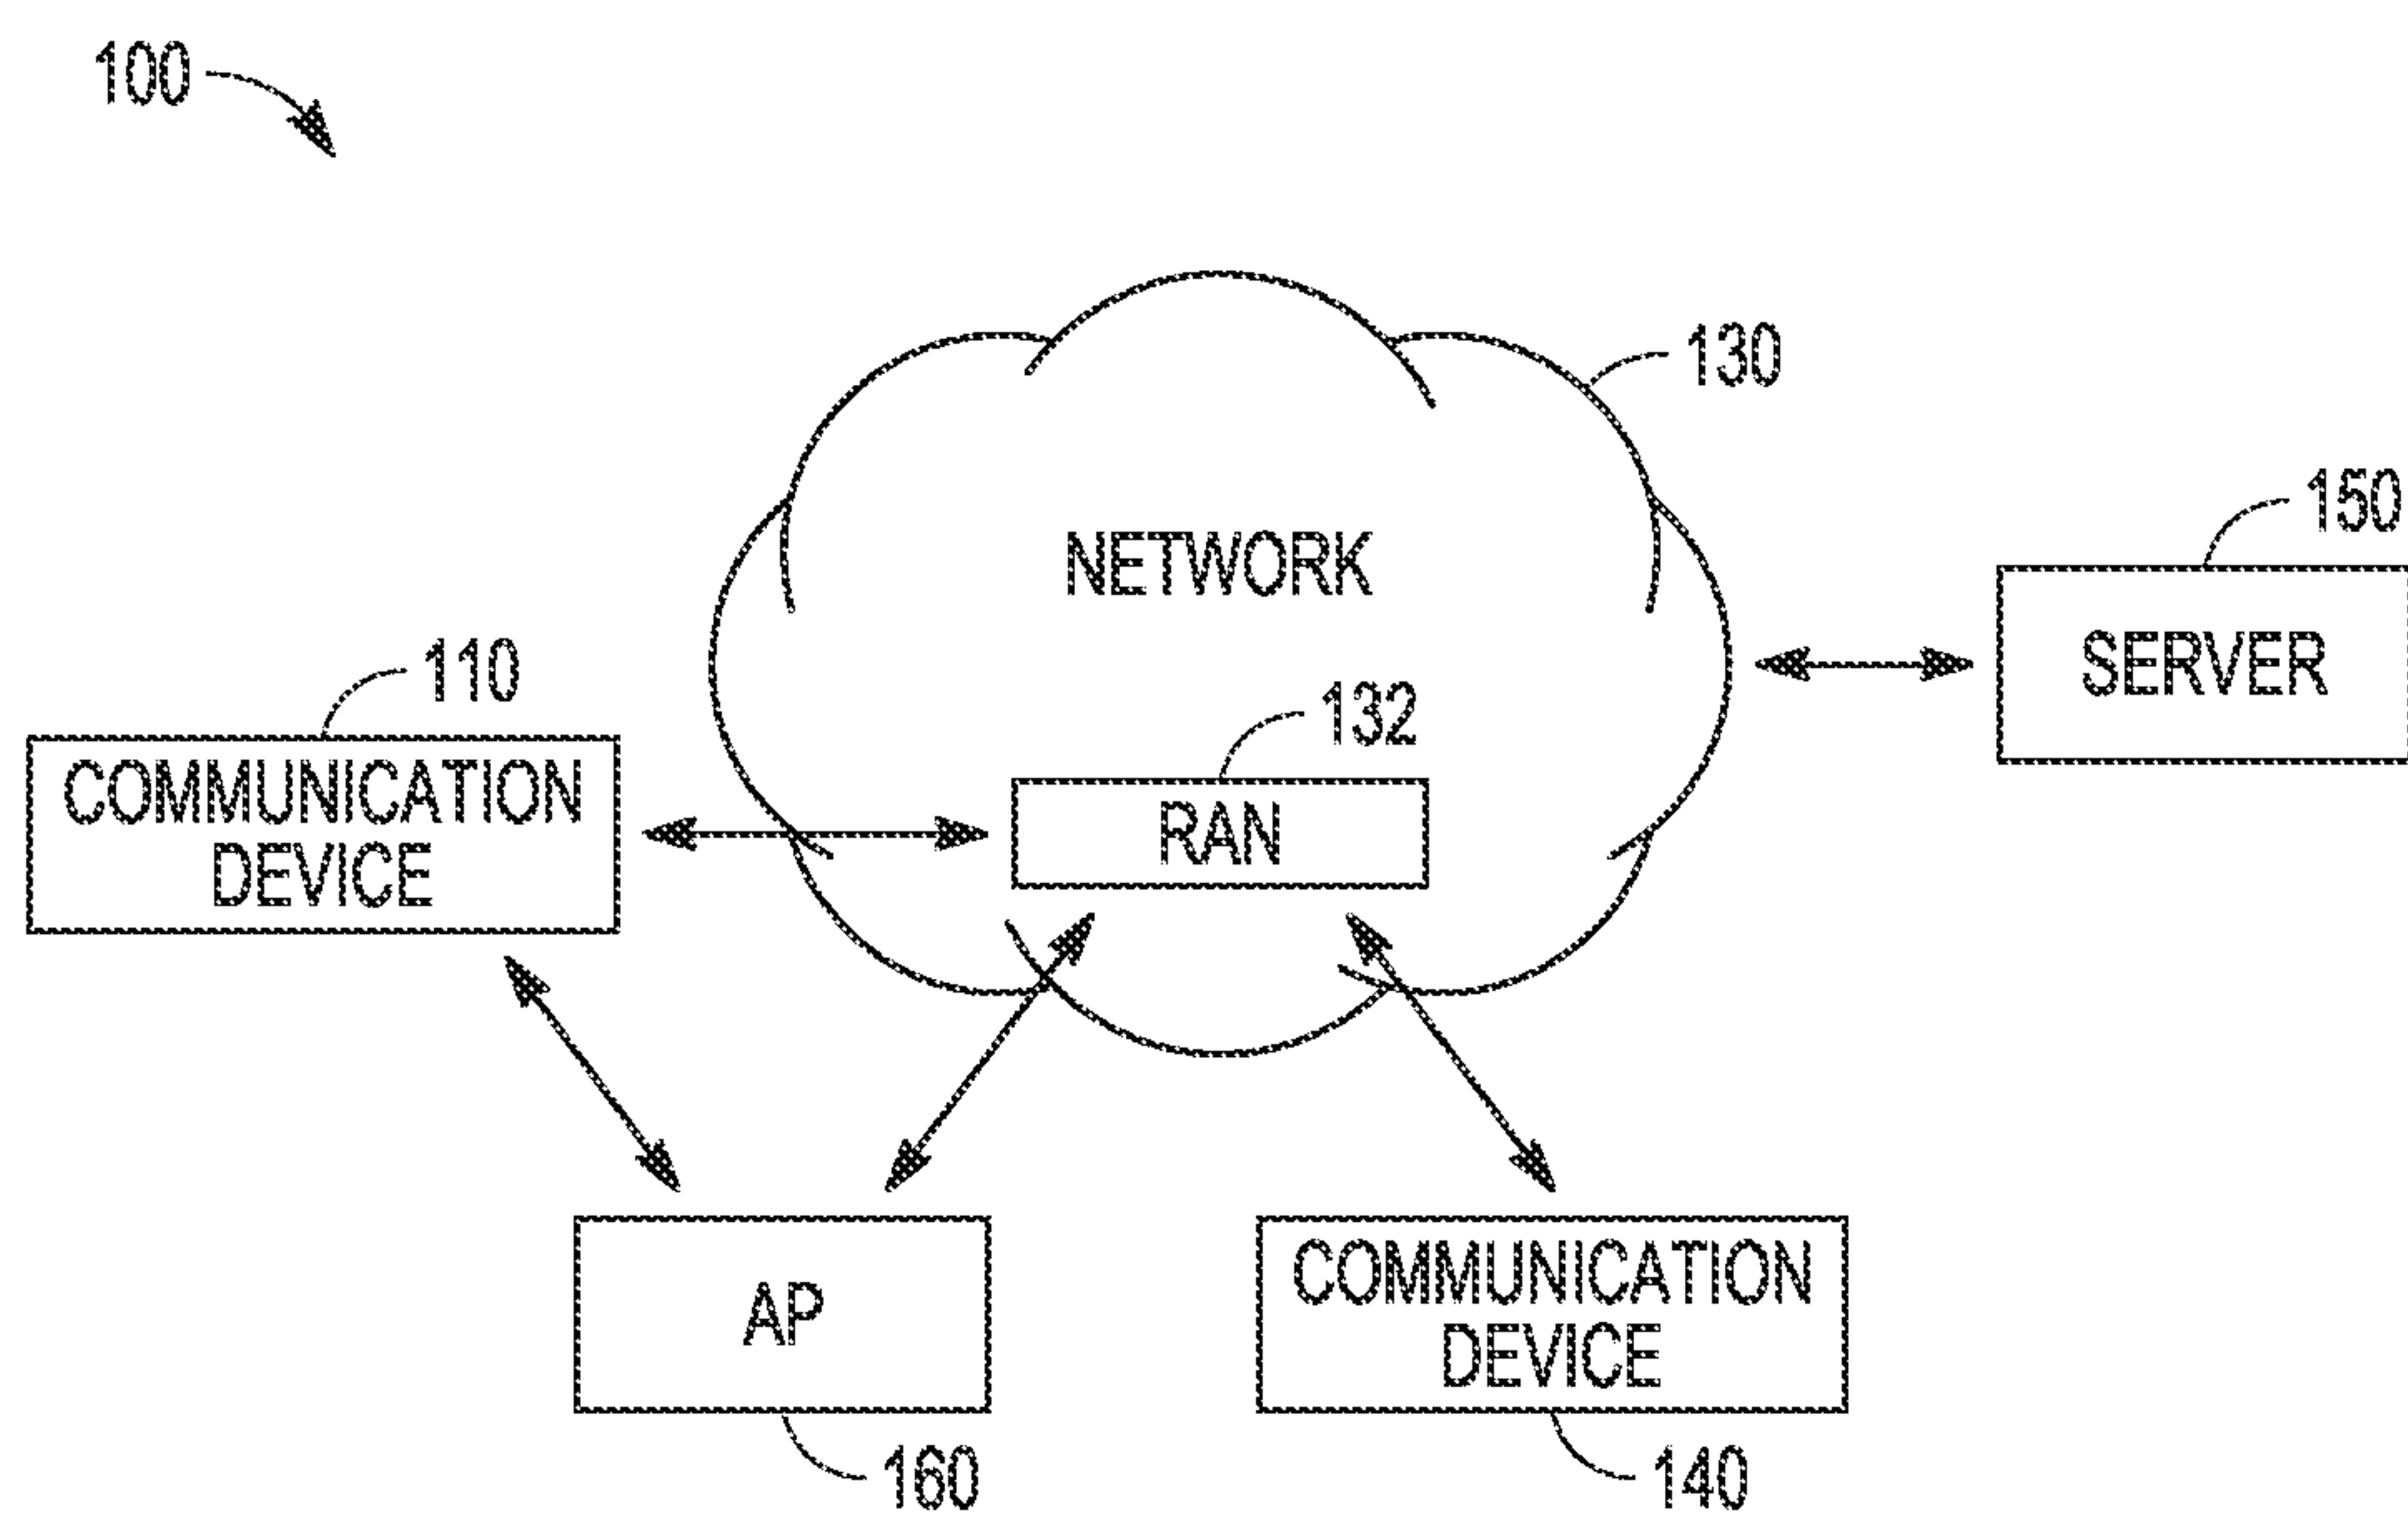 100
130
NETWORK
150
SERVER
110
COMMUNICATION
DEVICE
132
RAN
AP
160
COMMUNICATION
DEVICE
140